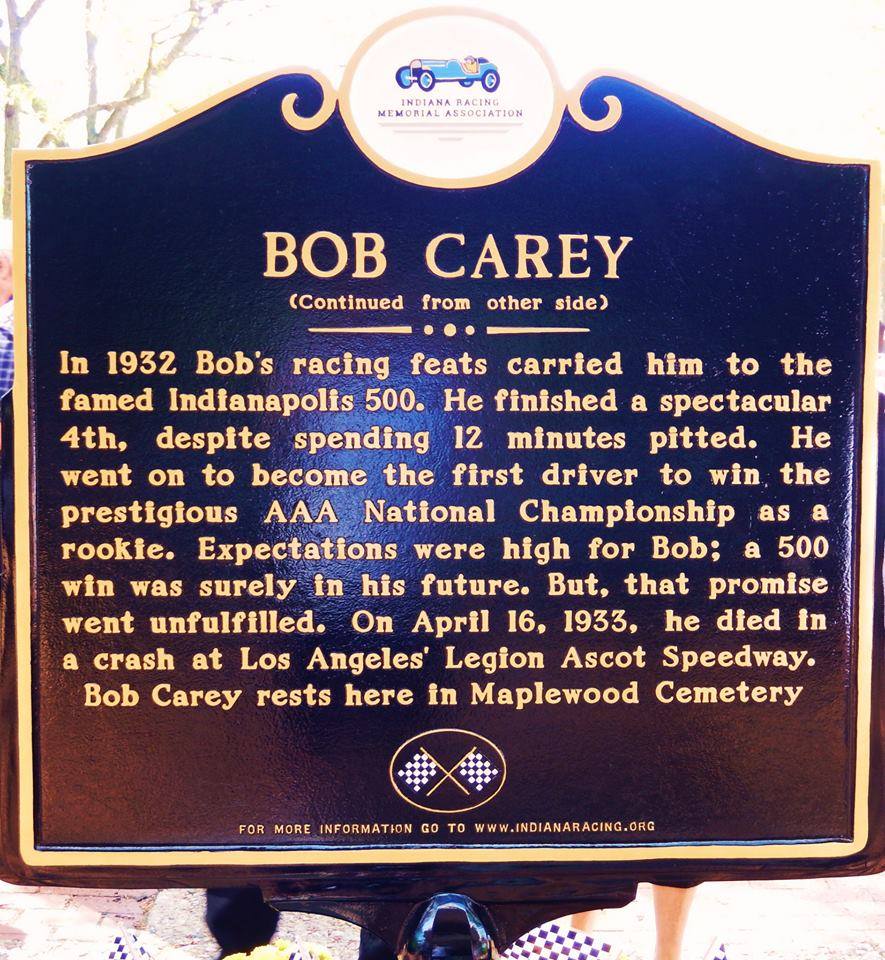 INDIANA RACING
MEMORIAL ASSOCIATION
BOB CAREY
(Continued from other side)
In 1932 Bob's racing feats carried him to the
famed Indianapolis 500. He finished a spectacular
4th, despite spending 12 minutes pitted. He
went on to become the first driver to win the
prestigious AAA National Championship as a
rookie. Expectations were high for Bob; a 500
win was surely in his future. But, that promise
went unfulfilled. On April 16, 1933, he died in
a crash at Los Angeles' Legion Ascot Speedway.
Bob Carey rests here in Maplewood Cemetery
FOR MORE INFORMATION GO TO WWW.INDIANARACING.ORG